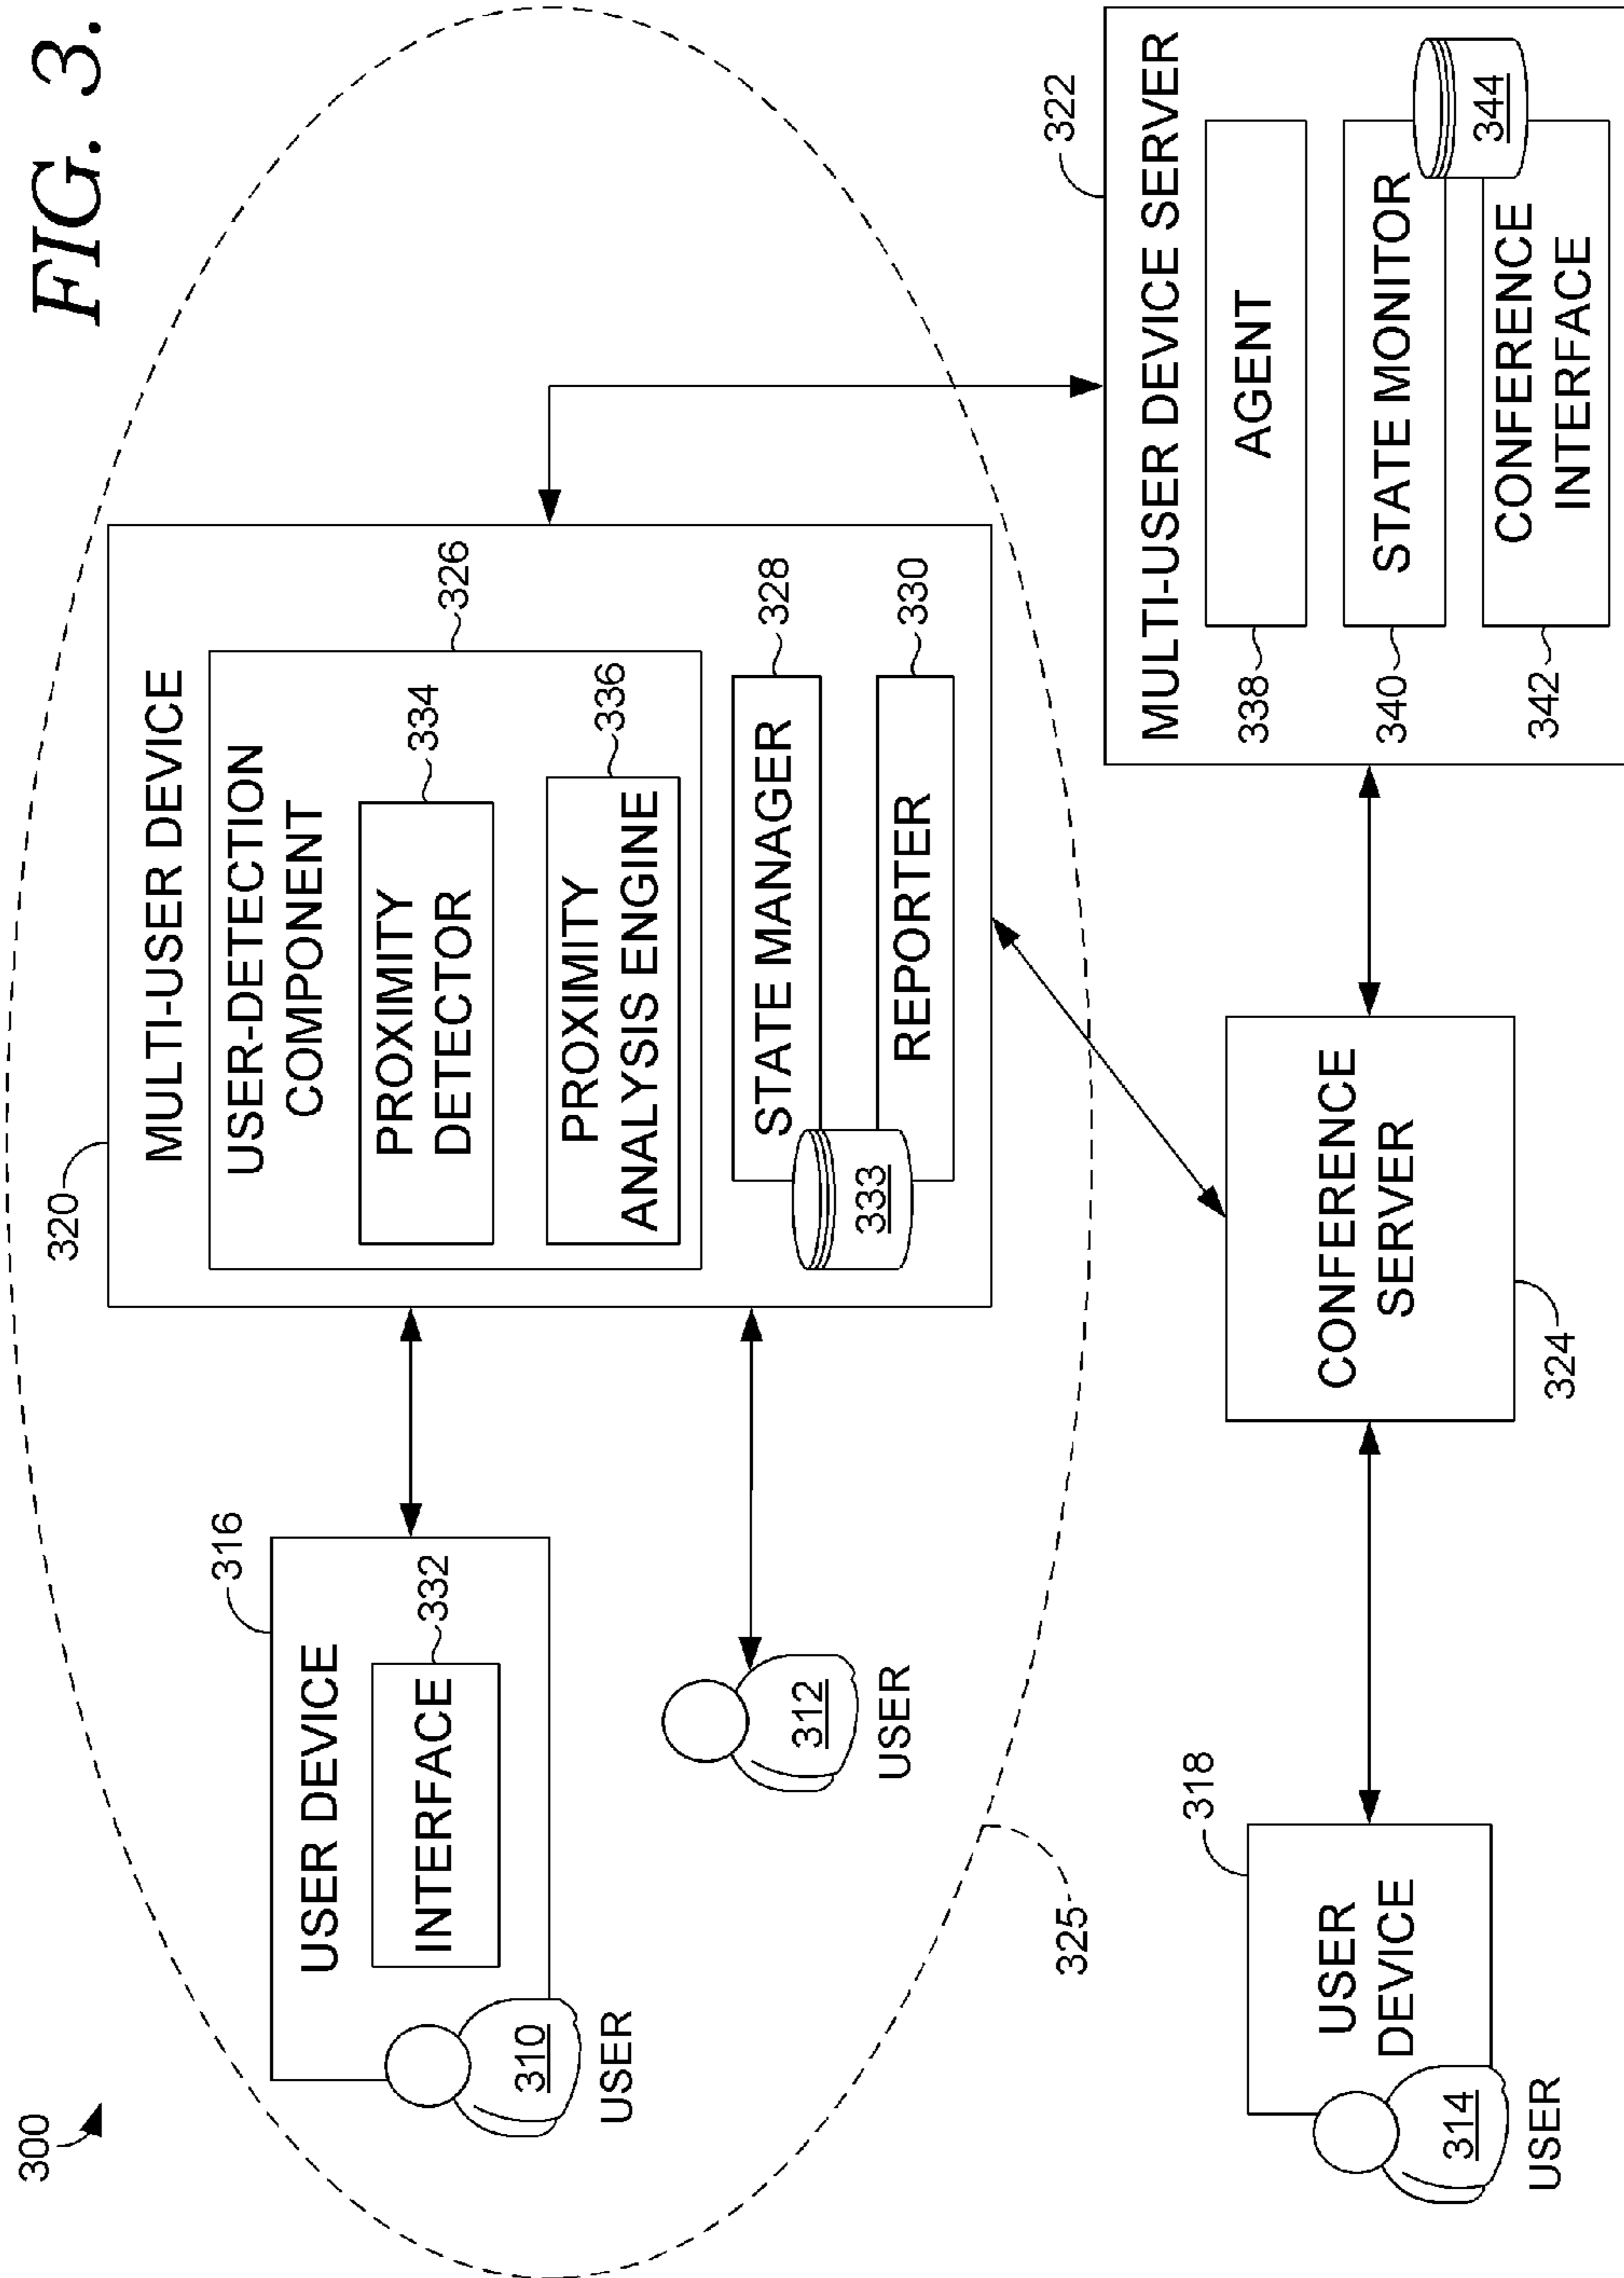 FIG. 3.
300
320
MULTI-USER DEVICE
USER-DETECTION
COMPONENT
326
PROXIMITY
DETECTOR
334
PROXIMITY
ANALYSIS ENGINE
336
STATE MANAGER
328
333
REPORTER
330
316
USER DEVICE
INTERFACE
332
310
USER
312
USER
325
322
MULTI-USER DEVICE SERVER
AGENT
338
STATE MONITOR
340
344
CONFERENCE
INTERFACE
342
CONFERENCE
SERVER
324
318
USER
DEVICE
314
USER